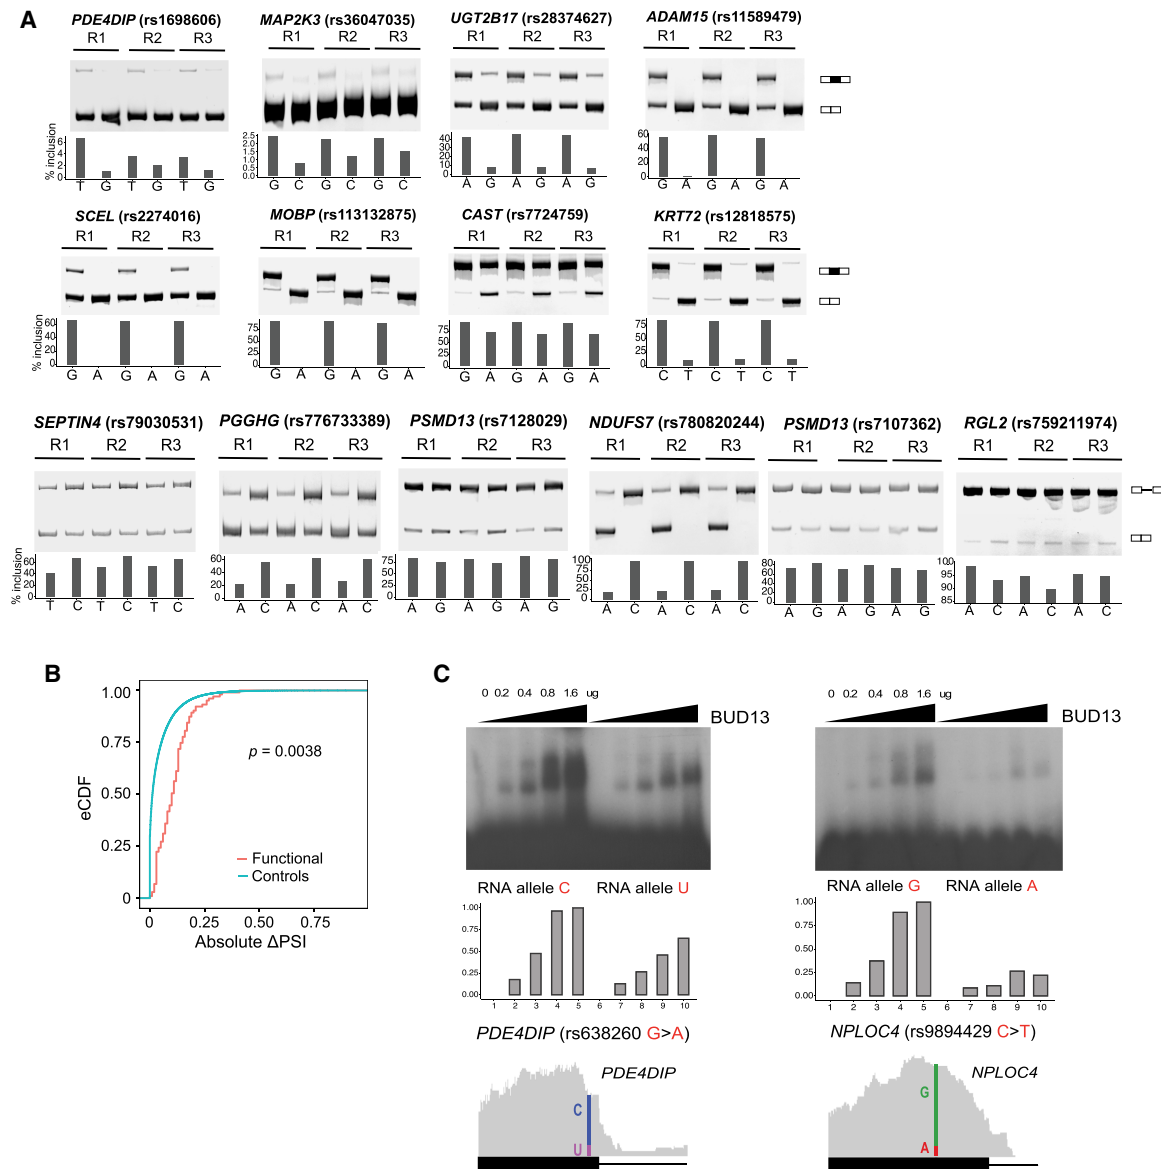 A
PDE4DIP (rs1698606)
MAP2K3 (rs36047035)
UGT2B17 (rs28374627)
ADAM15 (rs11589479)
R1 R2 R3
R1 R2 R3
R1 R2 R3
R1 R2 R3
% inclusion
6
4
2
0
T G T G T G
2.5
2.0
1.5
1.0
0.5
0.0
G C G C G C
40
30
20
10
0
A G A G A G
60
40
20
0
G A G A G A
SCEL (rs2274016)
MOBP (rs113132875)
CAST (rs7724759)
KRT72 (rs12818575)
R1 R2 R3
R1 R2 R3
R1 R2 R3
R1 R2 R3
% inclusion
60
40
20
0
G A G A G A
75
50
25
0
G A G A G A
75
50
25
0
G A G A G A
75
50
25
0
C T C T C T
SEPTIN4 (rs79030531)
PGGHG (rs776733389)
PSMD13 (rs7128029)
NDUFS7 (rs780820244)
PSMD13 (rs7107362)
RGL2 (rs759211974)
R1 R2 R3
R1 R2 R3
R1 R2 R3
R1 R2 R3
R1 R2 R3
R1 R2 R3
% inclusion
60
40
20
0
T C T C T C
60
40
20
0
A C A C A C
75
50
25
0
A G A G A G
100
75
50
25
0
A C A C A C
80
60
40
20
0
A G A G A G
100
95
90
85
A C A C A C
B
eCDF
1.00
0.75
0.50
0.25
0
p = 0.0038
Functional
Controls
0 0.25 0.50 0.75
Absolute ΔPSI
C
0 0.2 0.4 0.8 1.6 ug
BUD13
RNA allele C RNA allele U
1.00
0.75
0.50
0.25
0.00
1 2 3 4 5 6 7 8 9 10
PDE4DIP (rs638260 G>A)
PDE4DIP
C
U
0 0.2 0.4 0.8 1.6 ug
BUD13
RNA allele G RNA allele A
1.00
0.75
0.50
0.25
0.00
1 2 3 4 5 6 7 8 9 10
NPLOC4 (rs9894429 C>T)
NPLOC4
G
A